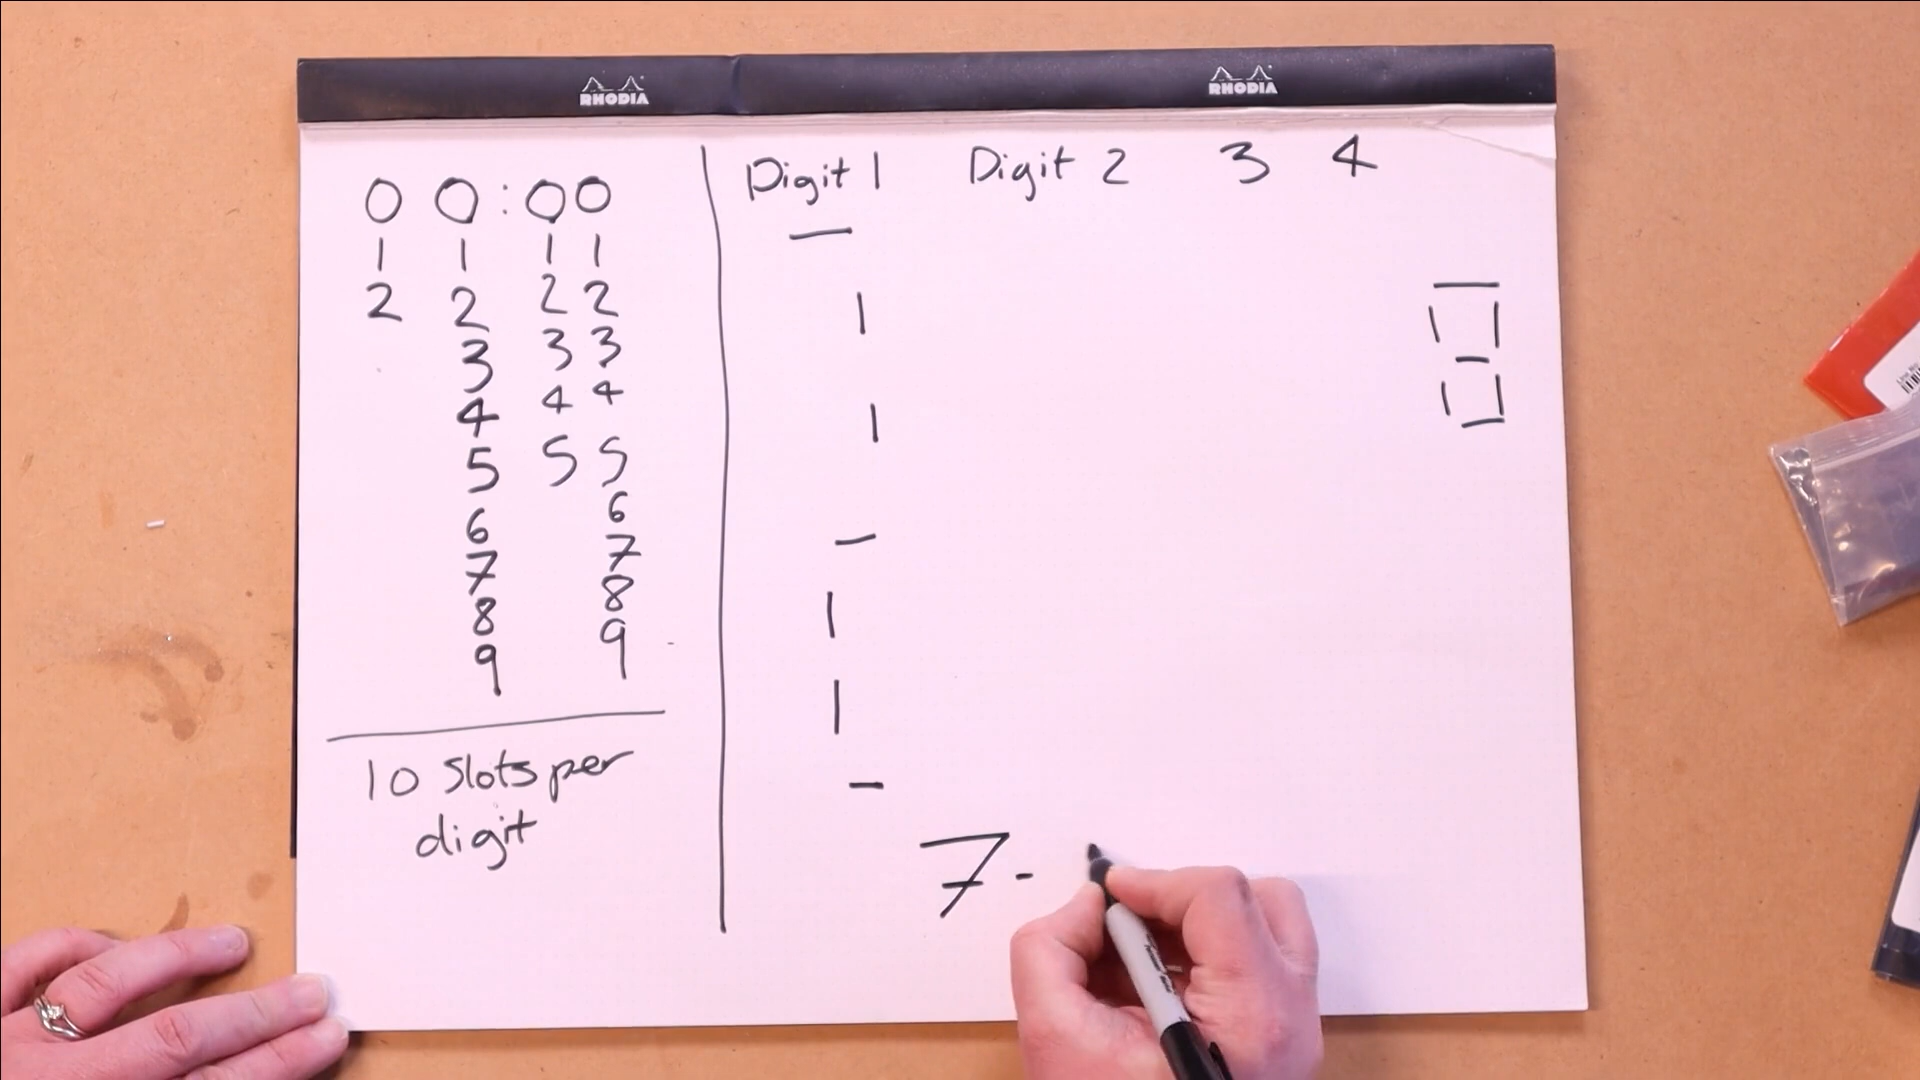 RHODIA RHODIA
0 0 : 0 0
1 1 1 1
2 2 2 2
3 3 3
4 4 4
5 5 5
6 6
7 7
8 8
9 9
10 Slots per
digit
Digit 1 Digit 2 3 4
7-